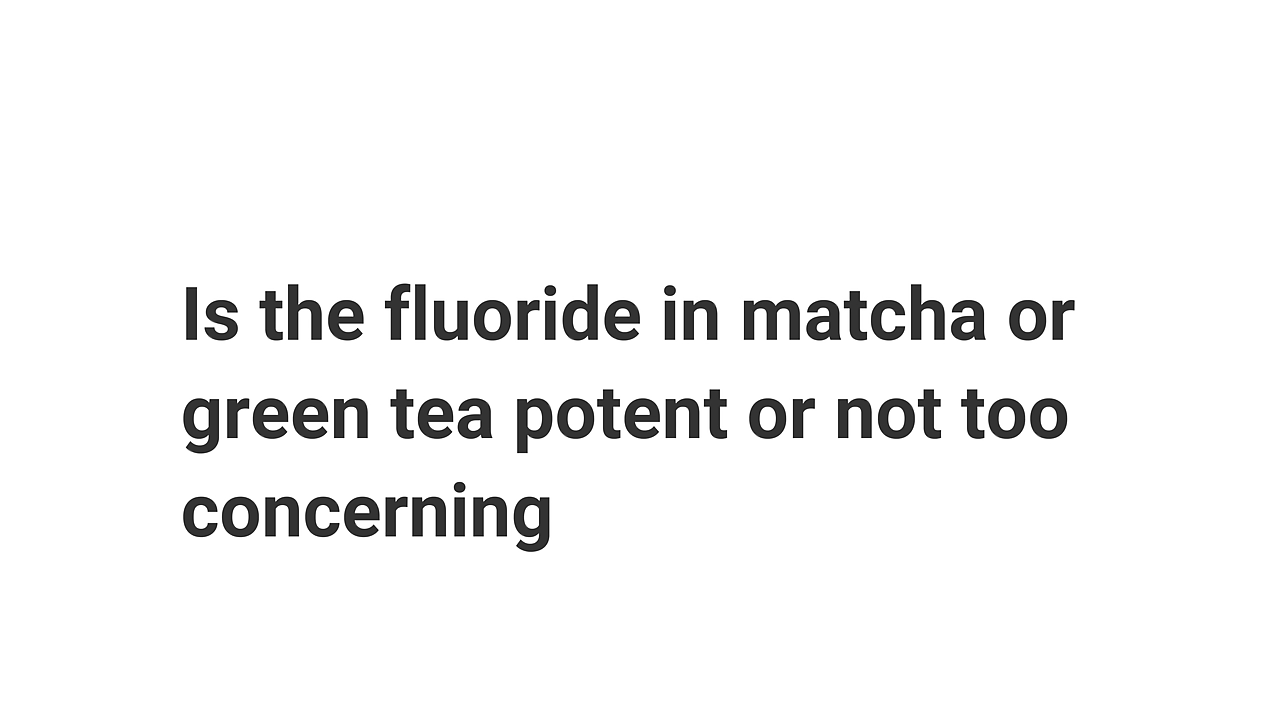 Is the fluoride in matcha or
green tea potent or not too
concerning